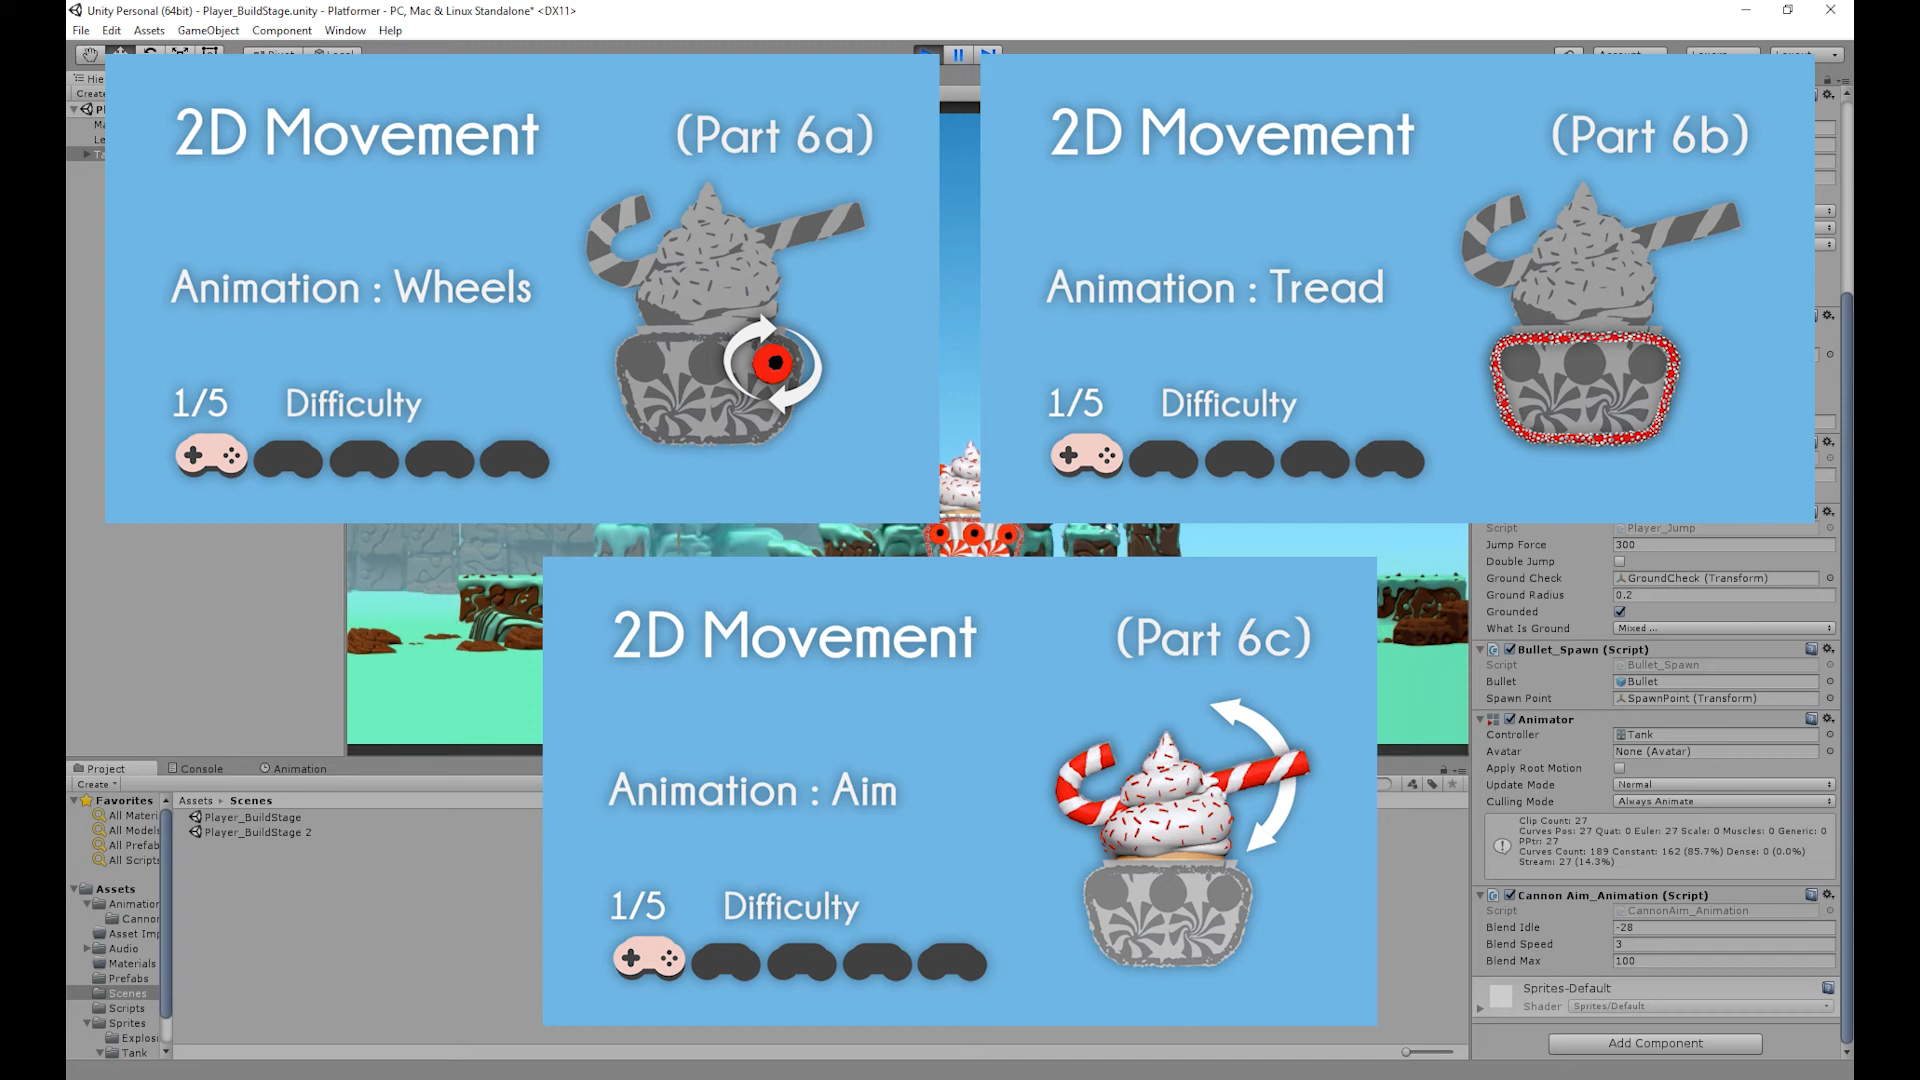 Unity Personal (64bit) - Player_BuildStage.unity - Platformer - PC, Mac & Linux Standalone* <DX11>
File Edit Assets GameObject Component Window Help
Hie
Create
2D Movement (Part 6a)
Animation : Wheels
1/5 Difficulty
2D Movement (Part 6b)
Animation : Tread
1/5 Difficulty
2D Movement (Part 6c)
Animation : Aim
1/5 Difficulty
Script Player_Jump
Jump Force 300
Double Jump
Ground Check GroundCheck (Transform)
Ground Radius 0.2
Grounded
What Is Ground Mixed ...
Bullet_Spawn (Script)
Script Bullet_Spawn
Bullet Bullet
Spawn Point SpawnPoint (Transform)
Animator
Controller Tank
Avatar None (Avatar)
Apply Root Motion
Update Mode Normal
Culling Mode Always Animate
Clip Count: 27
Curves Pos: 27 Quat: 0 Euler: 27 Scale: 0 Muscles: 0 Generic: 0
PPtr: 27
Curves Count: 189 Constant: 162 (85.7%) Dense: 0 (0.0%)
Stream: 27 (14.3%)
Cannon Aim_Animation (Script)
Script CannonAim_Animation
Blend Idle -28
Blend Speed 3
Blend Max 100
Sprites-Default
Shader Sprites/Default
Add Component
Project Console Animation
Create
Favorites
All Materi
All Models
All Prefab
All Scripts
Assets
Animation
Cannon
Asset Imp
Audio
Materials
Prefabs
Scenes
Scripts
Sprites
Explosi
Tank
Assets Scenes
Player_BuildStage
Player_BuildStage 2